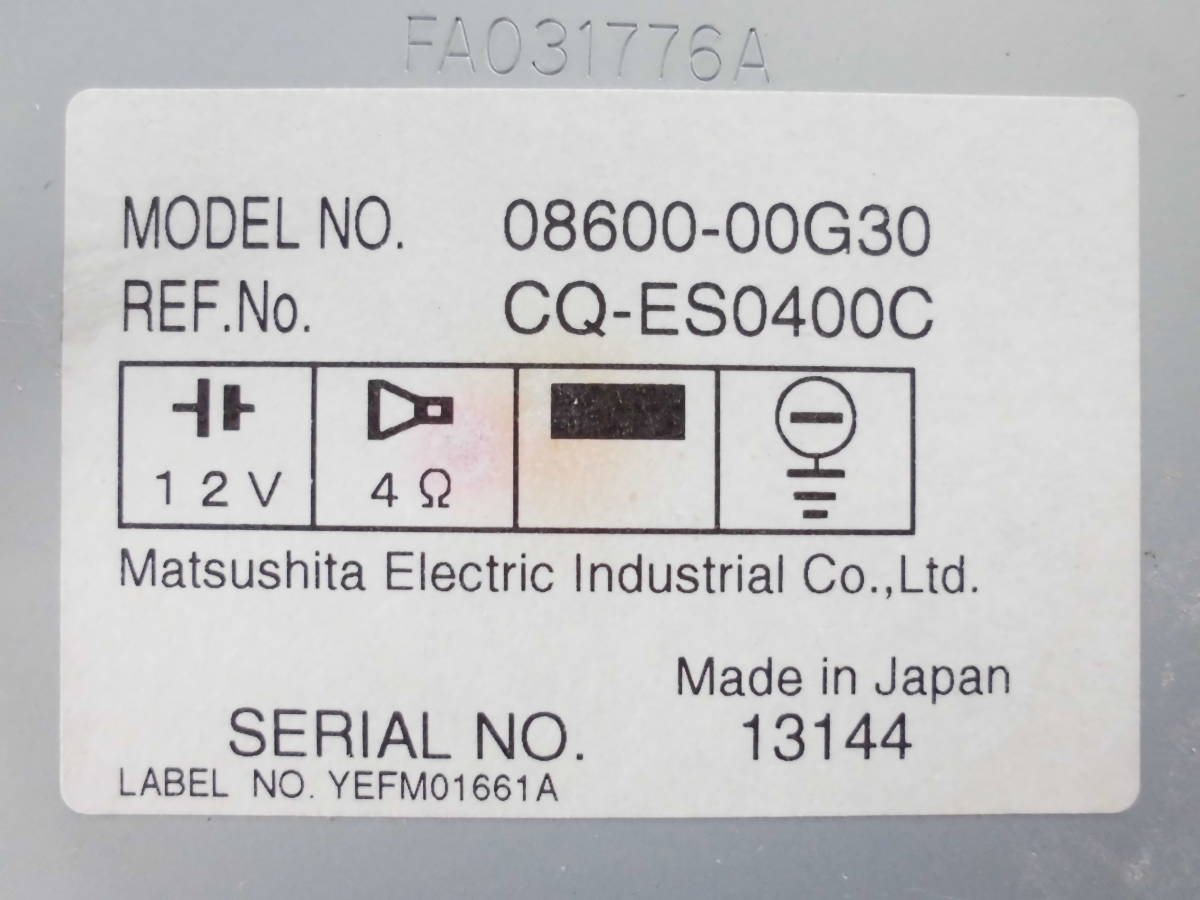 FA031776A
MODEL NO. 08600-00G30
REF.No. CQ-ES0400C
12V 4Ω
Matsushita Electric Industrial Co.,Ltd.
Made in Japan
SERIAL NO. 13144
LABEL NO. YEFM01661A